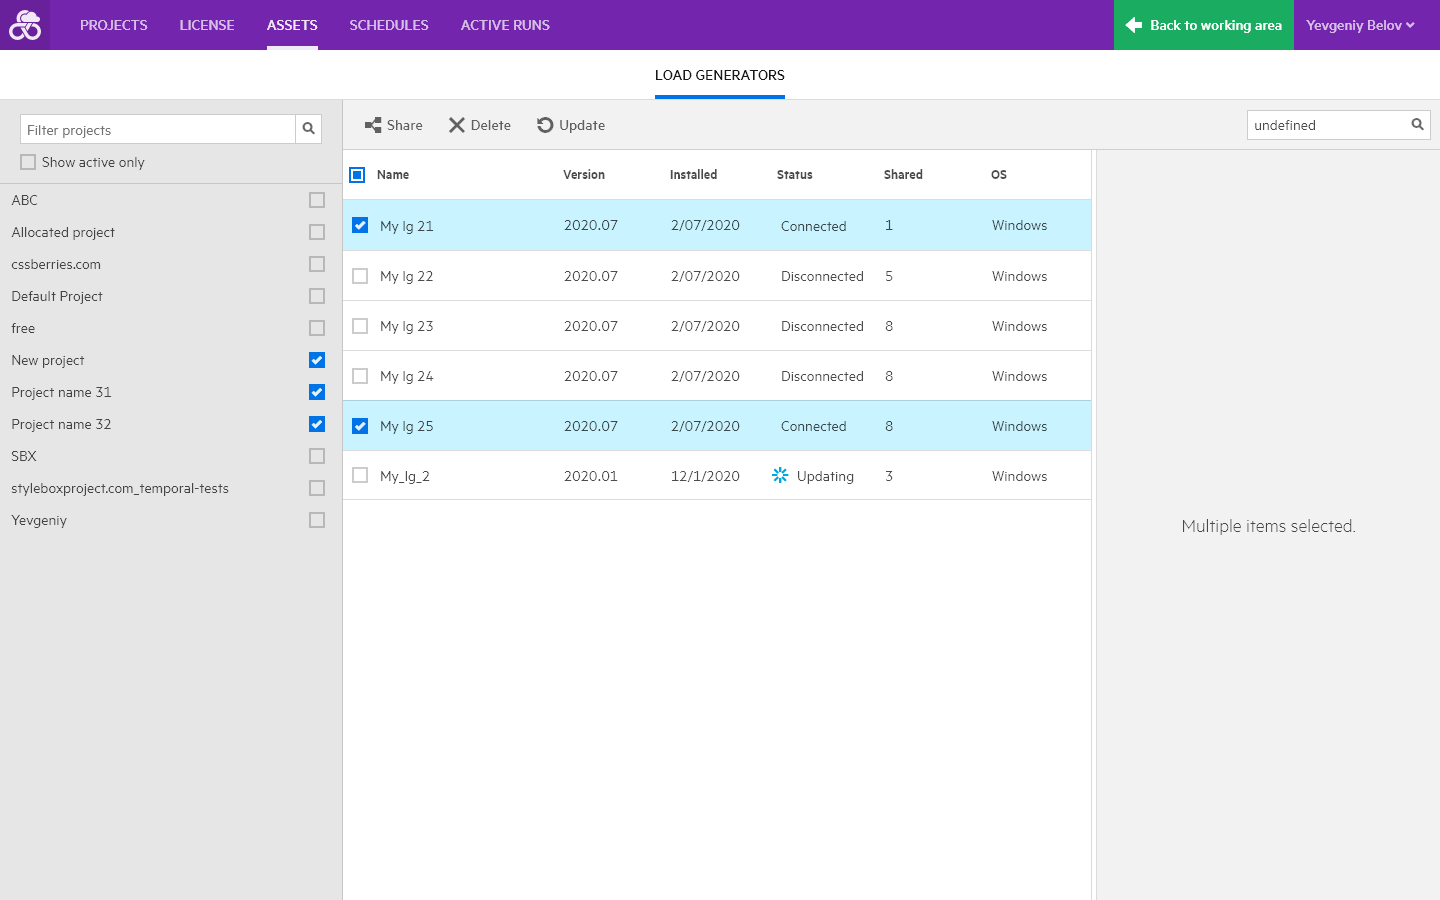 PROJECTS LICENSE ASSETS SCHEDULES ACTIVE RUNS Back to working area Yevgeniy Belov
LOAD GENERATORS
Filter projects
Show active only
ABC
Allocated project
cssberries.com
Default Project
free
New project
Project name 31
Project name 32
SBX
styleboxproject.com_temporal-tests
Yevgeniy
Share Delete Update undefined
Name Version Installed Status Shared OS
My lg 21 2020.07 2/07/2020 Connected 1 Windows
My lg 22 2020.07 2/07/2020 Disconnected 5 Windows
My lg 23 2020.07 2/07/2020 Disconnected 8 Windows
My lg 24 2020.07 2/07/2020 Disconnected 8 Windows
My lg 25 2020.07 2/07/2020 Connected 8 Windows
My_lg_2 2020.01 12/1/2020 Updating 3 Windows
Multiple items selected.